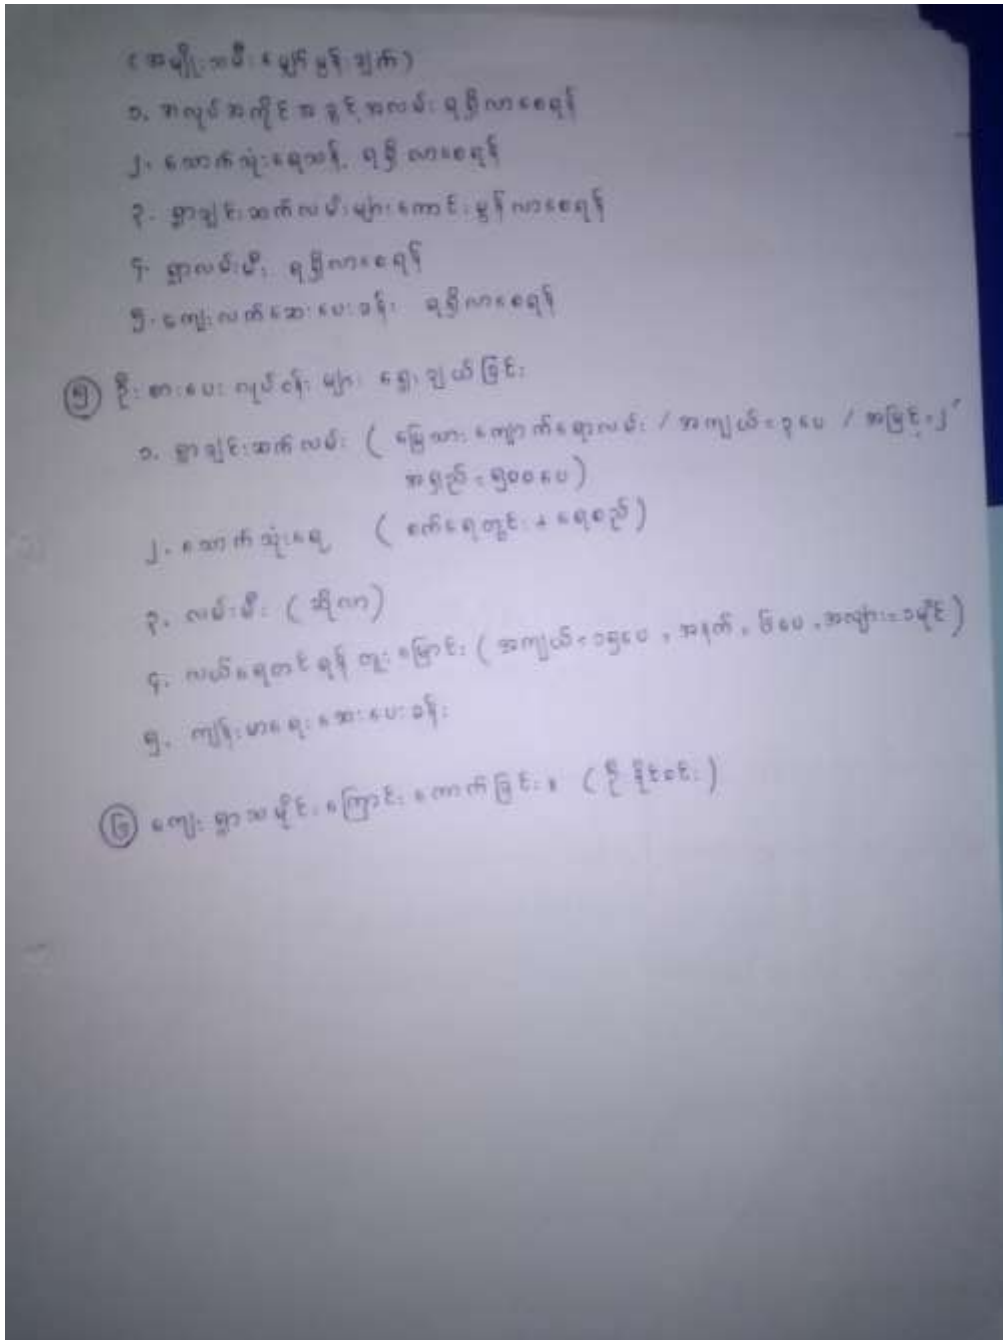 (အမျိုးသမီးမျှော်မှန်းချက်)
၁. အလုပ်အကိုင်အခွင့်အလမ်း ရရှိလာစေရန်
၂. သောက်သုံးရေသန့် ရရှိလာစေရန်
၃. ရွာချင်းဆက်လမ်းများကောင်းမွန်လာစေရန်
၄. ရွာလမ်းမီး ရရှိလာစေရန်
၅. ကျေးလက်ဆေးပေးခန်း ရရှိလာစေရန်
၅ ဦးစားပေးလုပ်ငန်းများ ရွေးချယ်ခြင်း
၁. ရွာချင်းဆက်လမ်း ( မြေသားကျောက်ချောလမ်း / အကျယ် = ၃ပေ / အမြင့် = ၂'
အရှည် = ၅၀၀ပေ )
၂. သောက်သုံးရေ ( စက်ရေတွင်း + ရေစည် )
၃. လမ်းမီး ( ဆိုလာ )
၄. လယ်ရေတင်ရန် တူးမြောင်း ( အကျယ် = ၁၅ပေ , အနက် = ၆ပေ , အလျား = ၁မိုင် )
၅. ကျန်းမာရေးဆေးပေးခန်း
၆ ကျေးရွာသမိုင်းကြောင်းကောက်ခြင်း။ ( ဦးနိုင်ဝင်း )